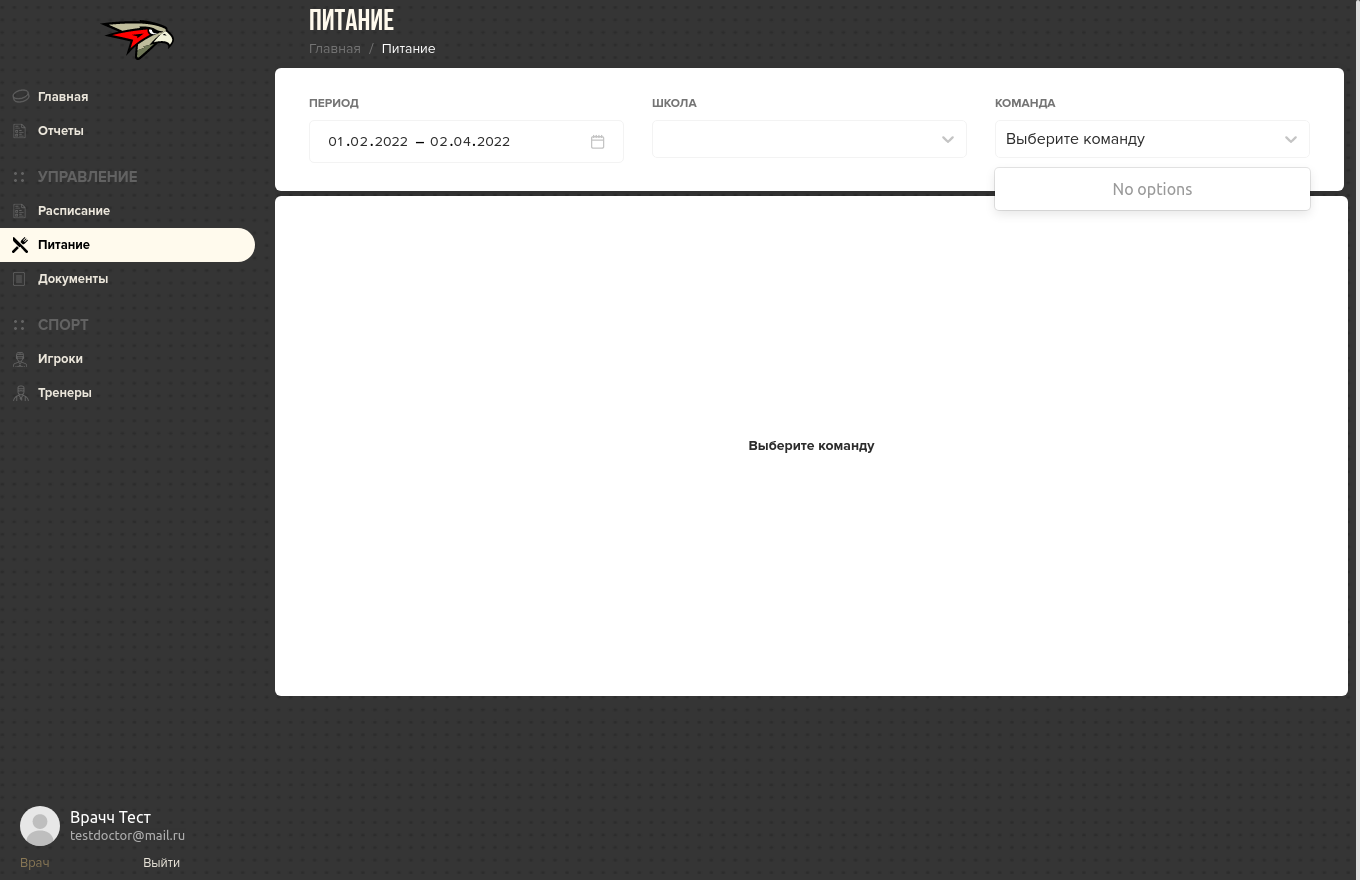 ПИТАНИЕ
Главная / Питание
Главная
Отчеты
УПРАВЛЕНИЕ
Расписание
Питание
Документы
СПОРТ
Игроки
Тренеры
ПЕРИОД
01.02.2022 – 02.04.2022
ШКОЛА
КОМАНДА
Выберите команду
No options
Выберите команду
Врачч Тест
testdoctor@mail.ru
Врач Выйти